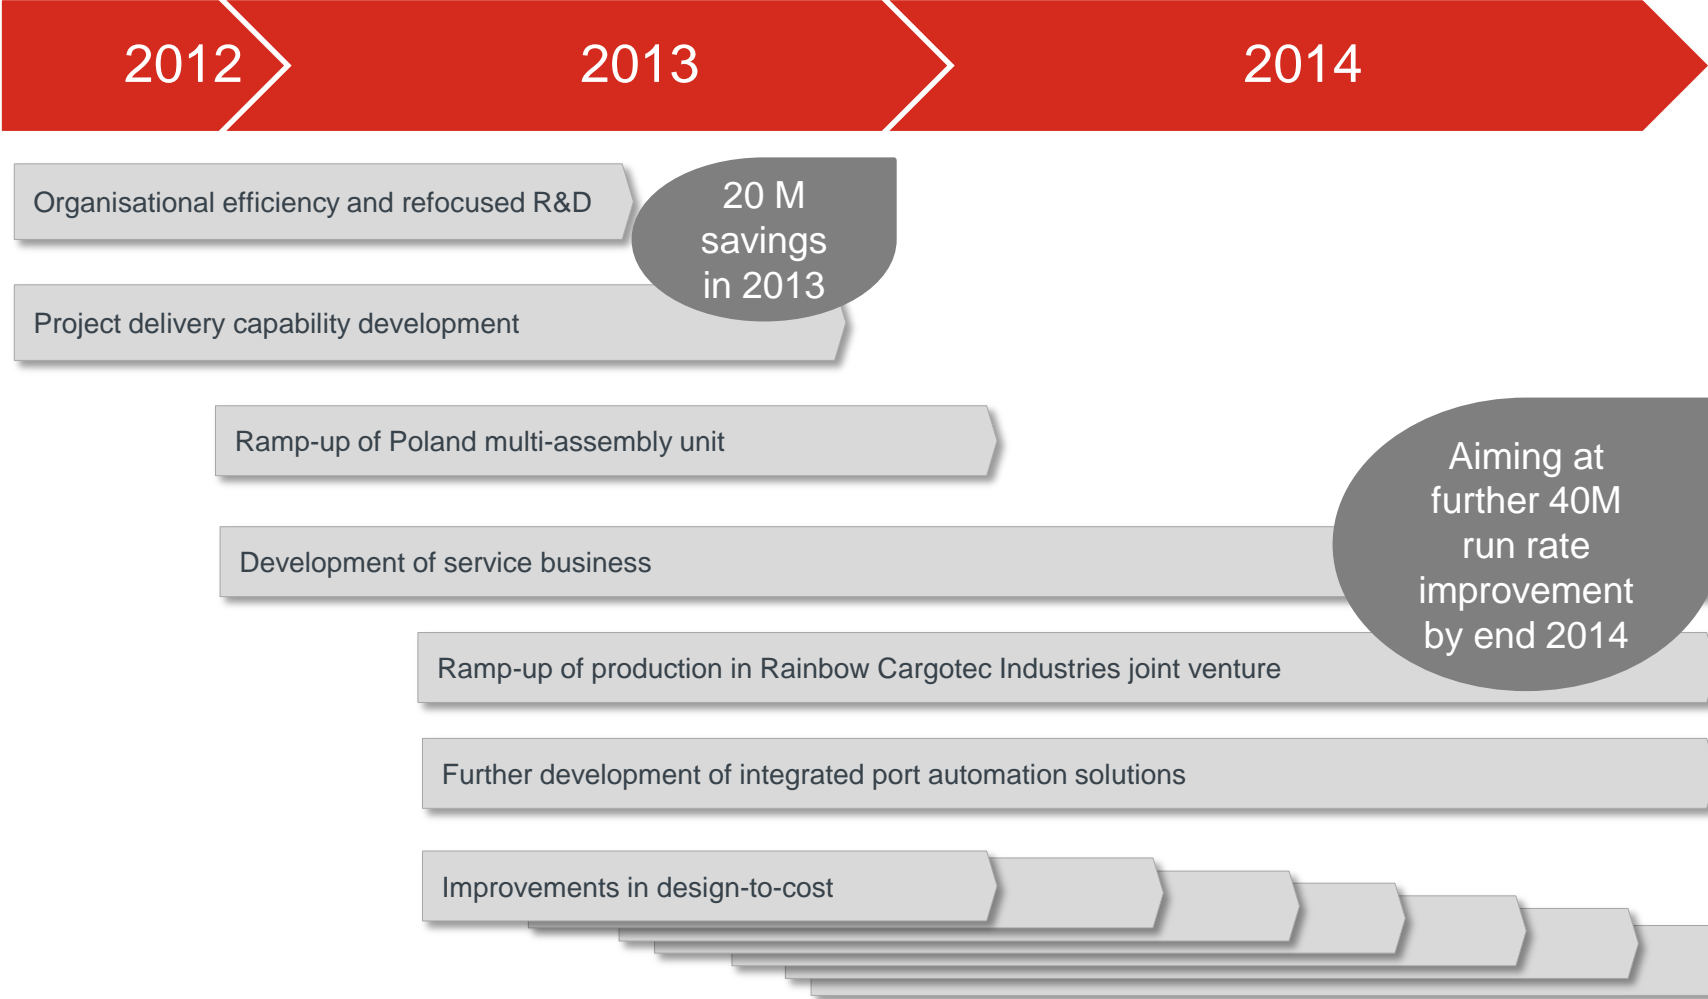 2012
2013
2014
Organisational efficiency and refocused R&D
20 M
savings
in 2013
Project delivery capability development
Ramp-up of Poland multi-assembly unit
Aiming at
further 40M
run rate
improvement
by end 2014
Development of service business
Ramp-up of production in Rainbow Cargotec Industries joint venture
Further development of integrated port automation solutions
Improvements in design-to-cost